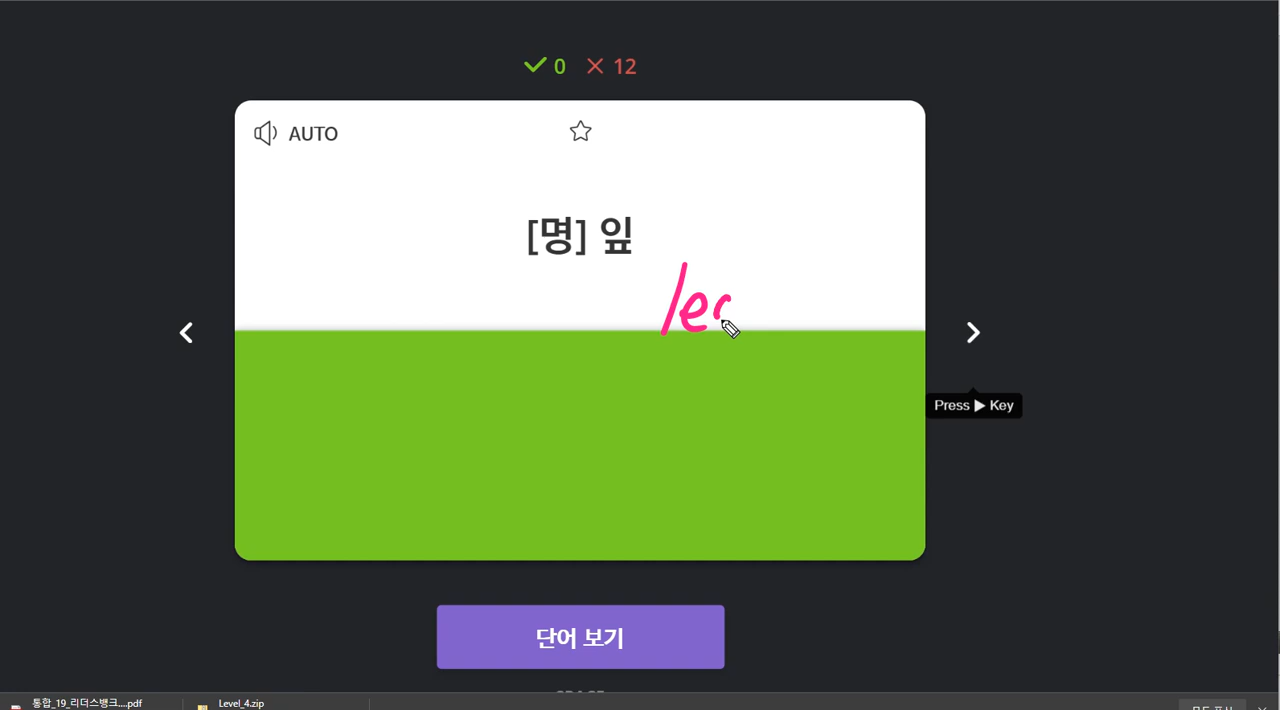 0 12
AUTO
[명] 잎
Press ▶ Key
단어 보기
통합_19_리더스뱅크....pdf
Level_4.zip